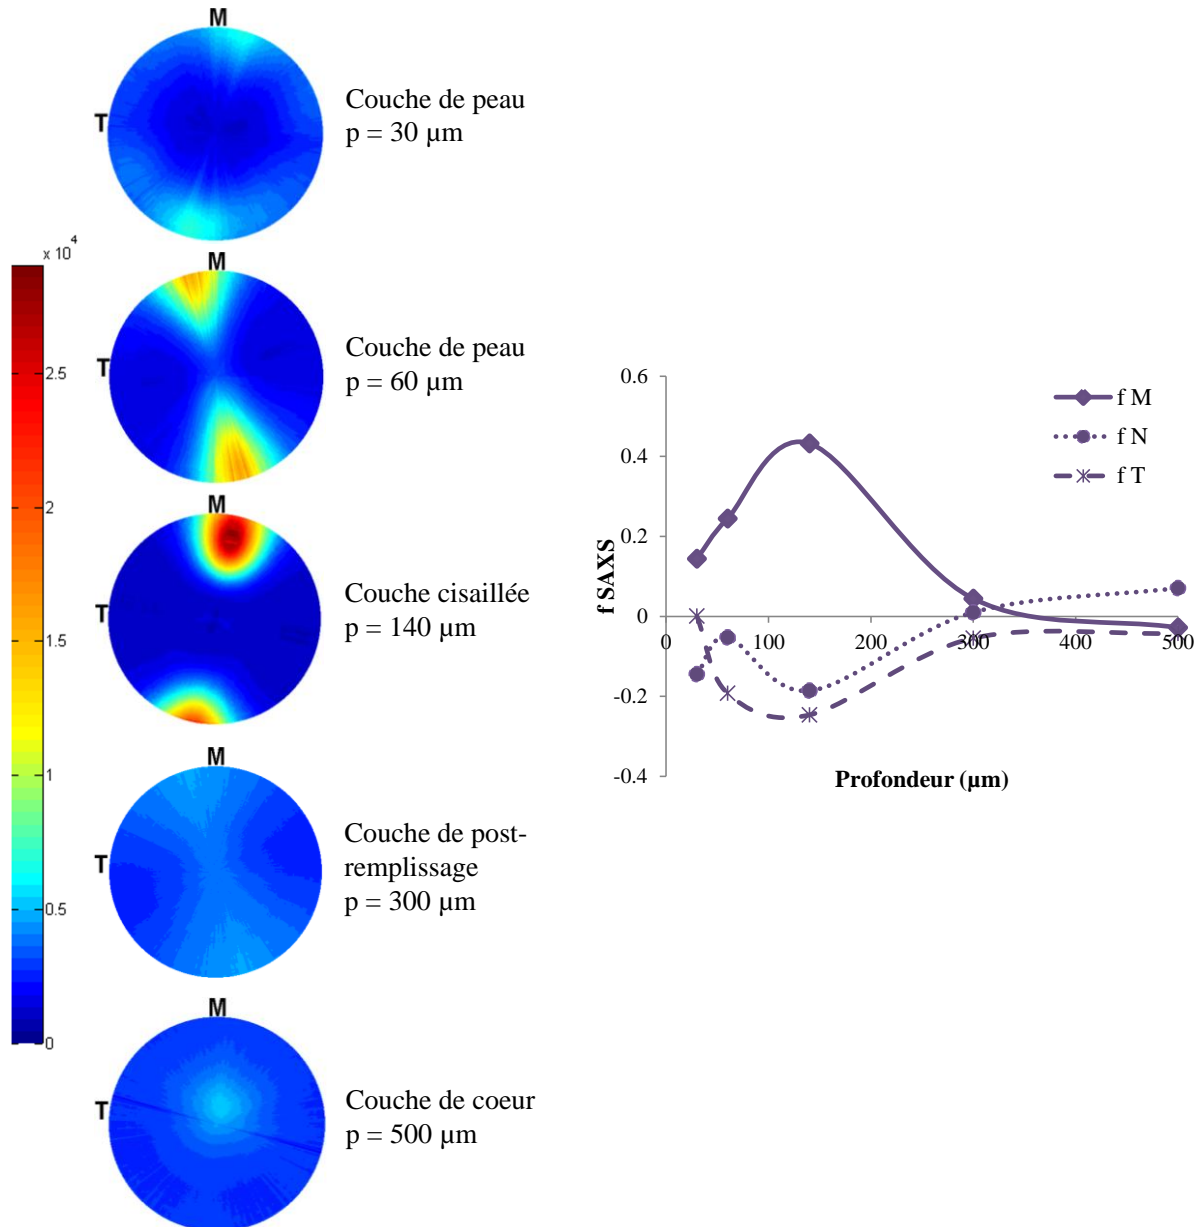 M
T
Couche de peau
p = 30 µm
x 10^4
2.5
2
1.5
1
0.5
0
M
T
Couche de peau
p = 60 µm
M
T
Couche cisaillée
p = 140 µm
M
T
Couche de post-
remplissage
p = 300 µm
M
T
Couche de coeur
p = 500 µm
0.6
0.4
0.2
0
-0.2
-0.4
f SAXS
0 100 200 300 400 500
Profondeur (µm)
f M
f N
f T